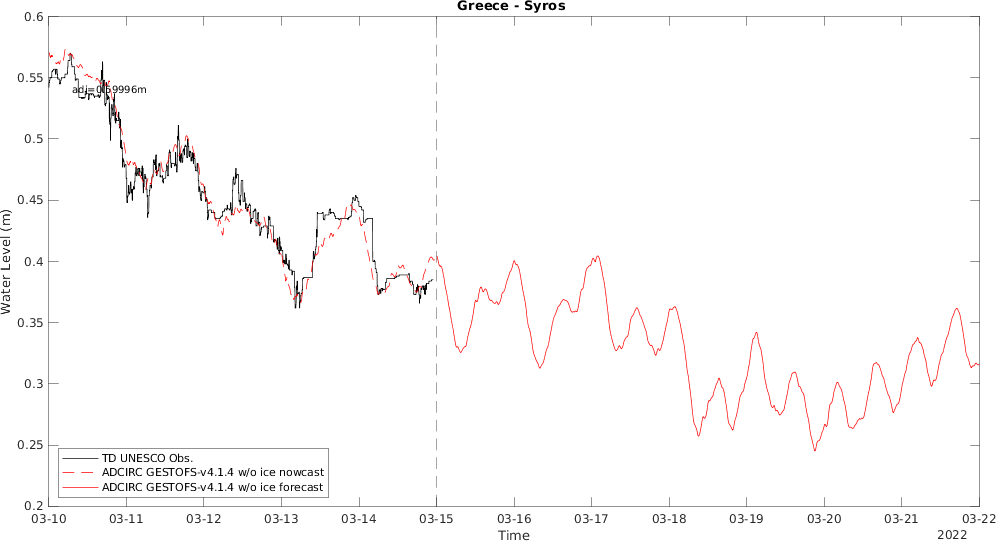 Greece - Syros
0.6
0.55
0.5
0.45
0.4
0.35
0.3
0.25
0.2
Water Level (m)
adj=0.59996m
TD UNESCO Obs.
ADCIRC GESTOFS-v4.1.4 w/o ice nowcast
ADCIRC GESTOFS-v4.1.4 w/o ice forecast
03-10 03-11 03-12 03-13 03-14 03-15 03-16 03-17 03-18 03-19 03-20 03-21 03-22
Time
2022